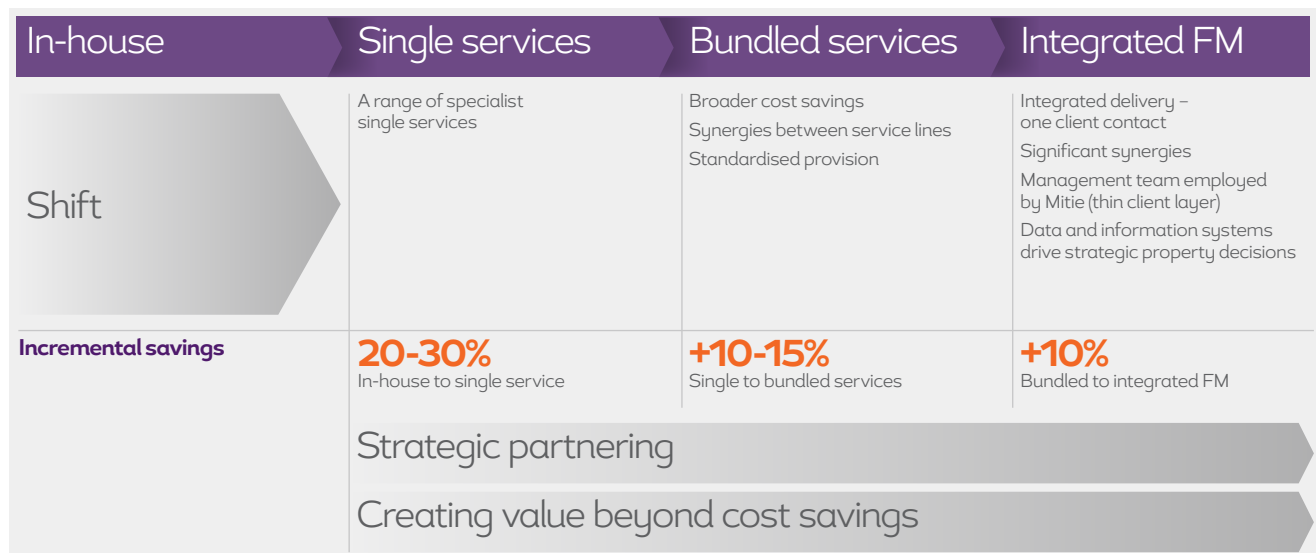 In-house
Single services
Bundled services
Integrated FM
Shift
A range of specialist
single services
Broader cost savings
Synergies between service lines
Standardised provision
Integrated delivery –
one client contact
Significant synergies
Management team employed
by Mitie (thin client layer)
Data and information systems
drive strategic property decisions
Incremental savings
20-30%
In-house to single service
+10-15%
Single to bundled services
+10%
Bundled to integrated FM
Strategic partnering
Creating value beyond cost savings